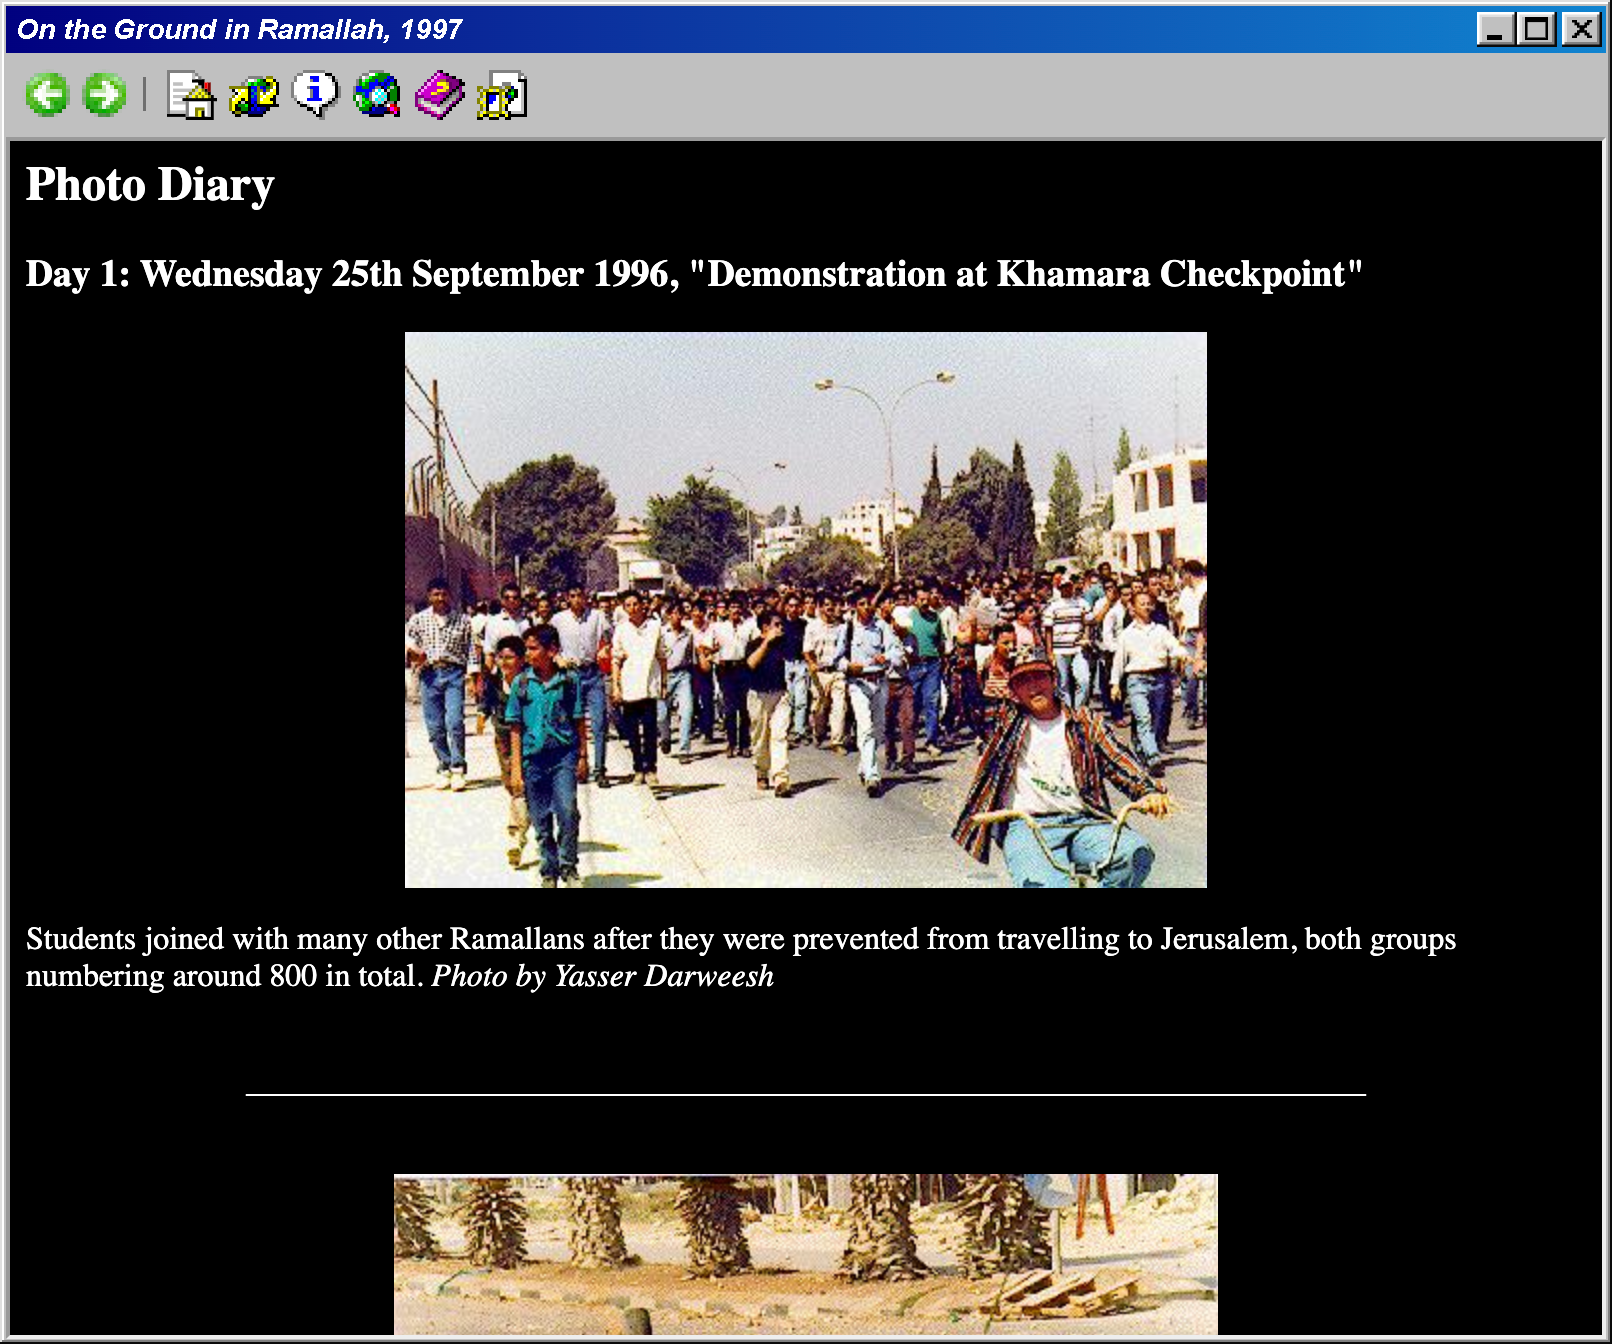 On the Ground in Ramallah, 1997
Photo Diary
Day 1: Wednesday 25th September 1996, "Demonstration at Khamara Checkpoint"
Students joined with many other Ramallans after they were prevented from travelling to Jerusalem, both groups
numbering around 800 in total. Photo by Yasser Darweesh